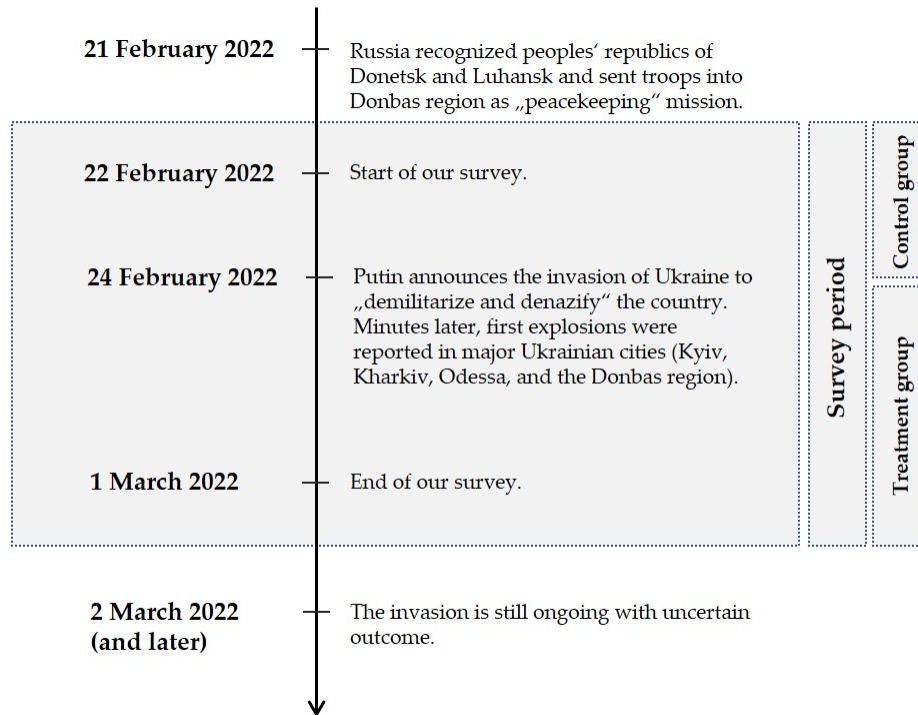 21 February 2022
Russia recognized peoples‘ republics of
Donetsk and Luhansk and sent troops into
Donbas region as „peacekeeping“ mission.
22 February 2022
Start of our survey.
24 February 2022
Putin announces the invasion of Ukraine to
„demilitarize and denazify“ the country.
Minutes later, first explosions were
reported in major Ukrainian cities (Kyiv,
Kharkiv, Odessa, and the Donbas region).
1 March 2022
End of our survey.
2 March 2022
(and later)
The invasion is still ongoing with uncertain
outcome.
Survey period
Control group
Treatment group